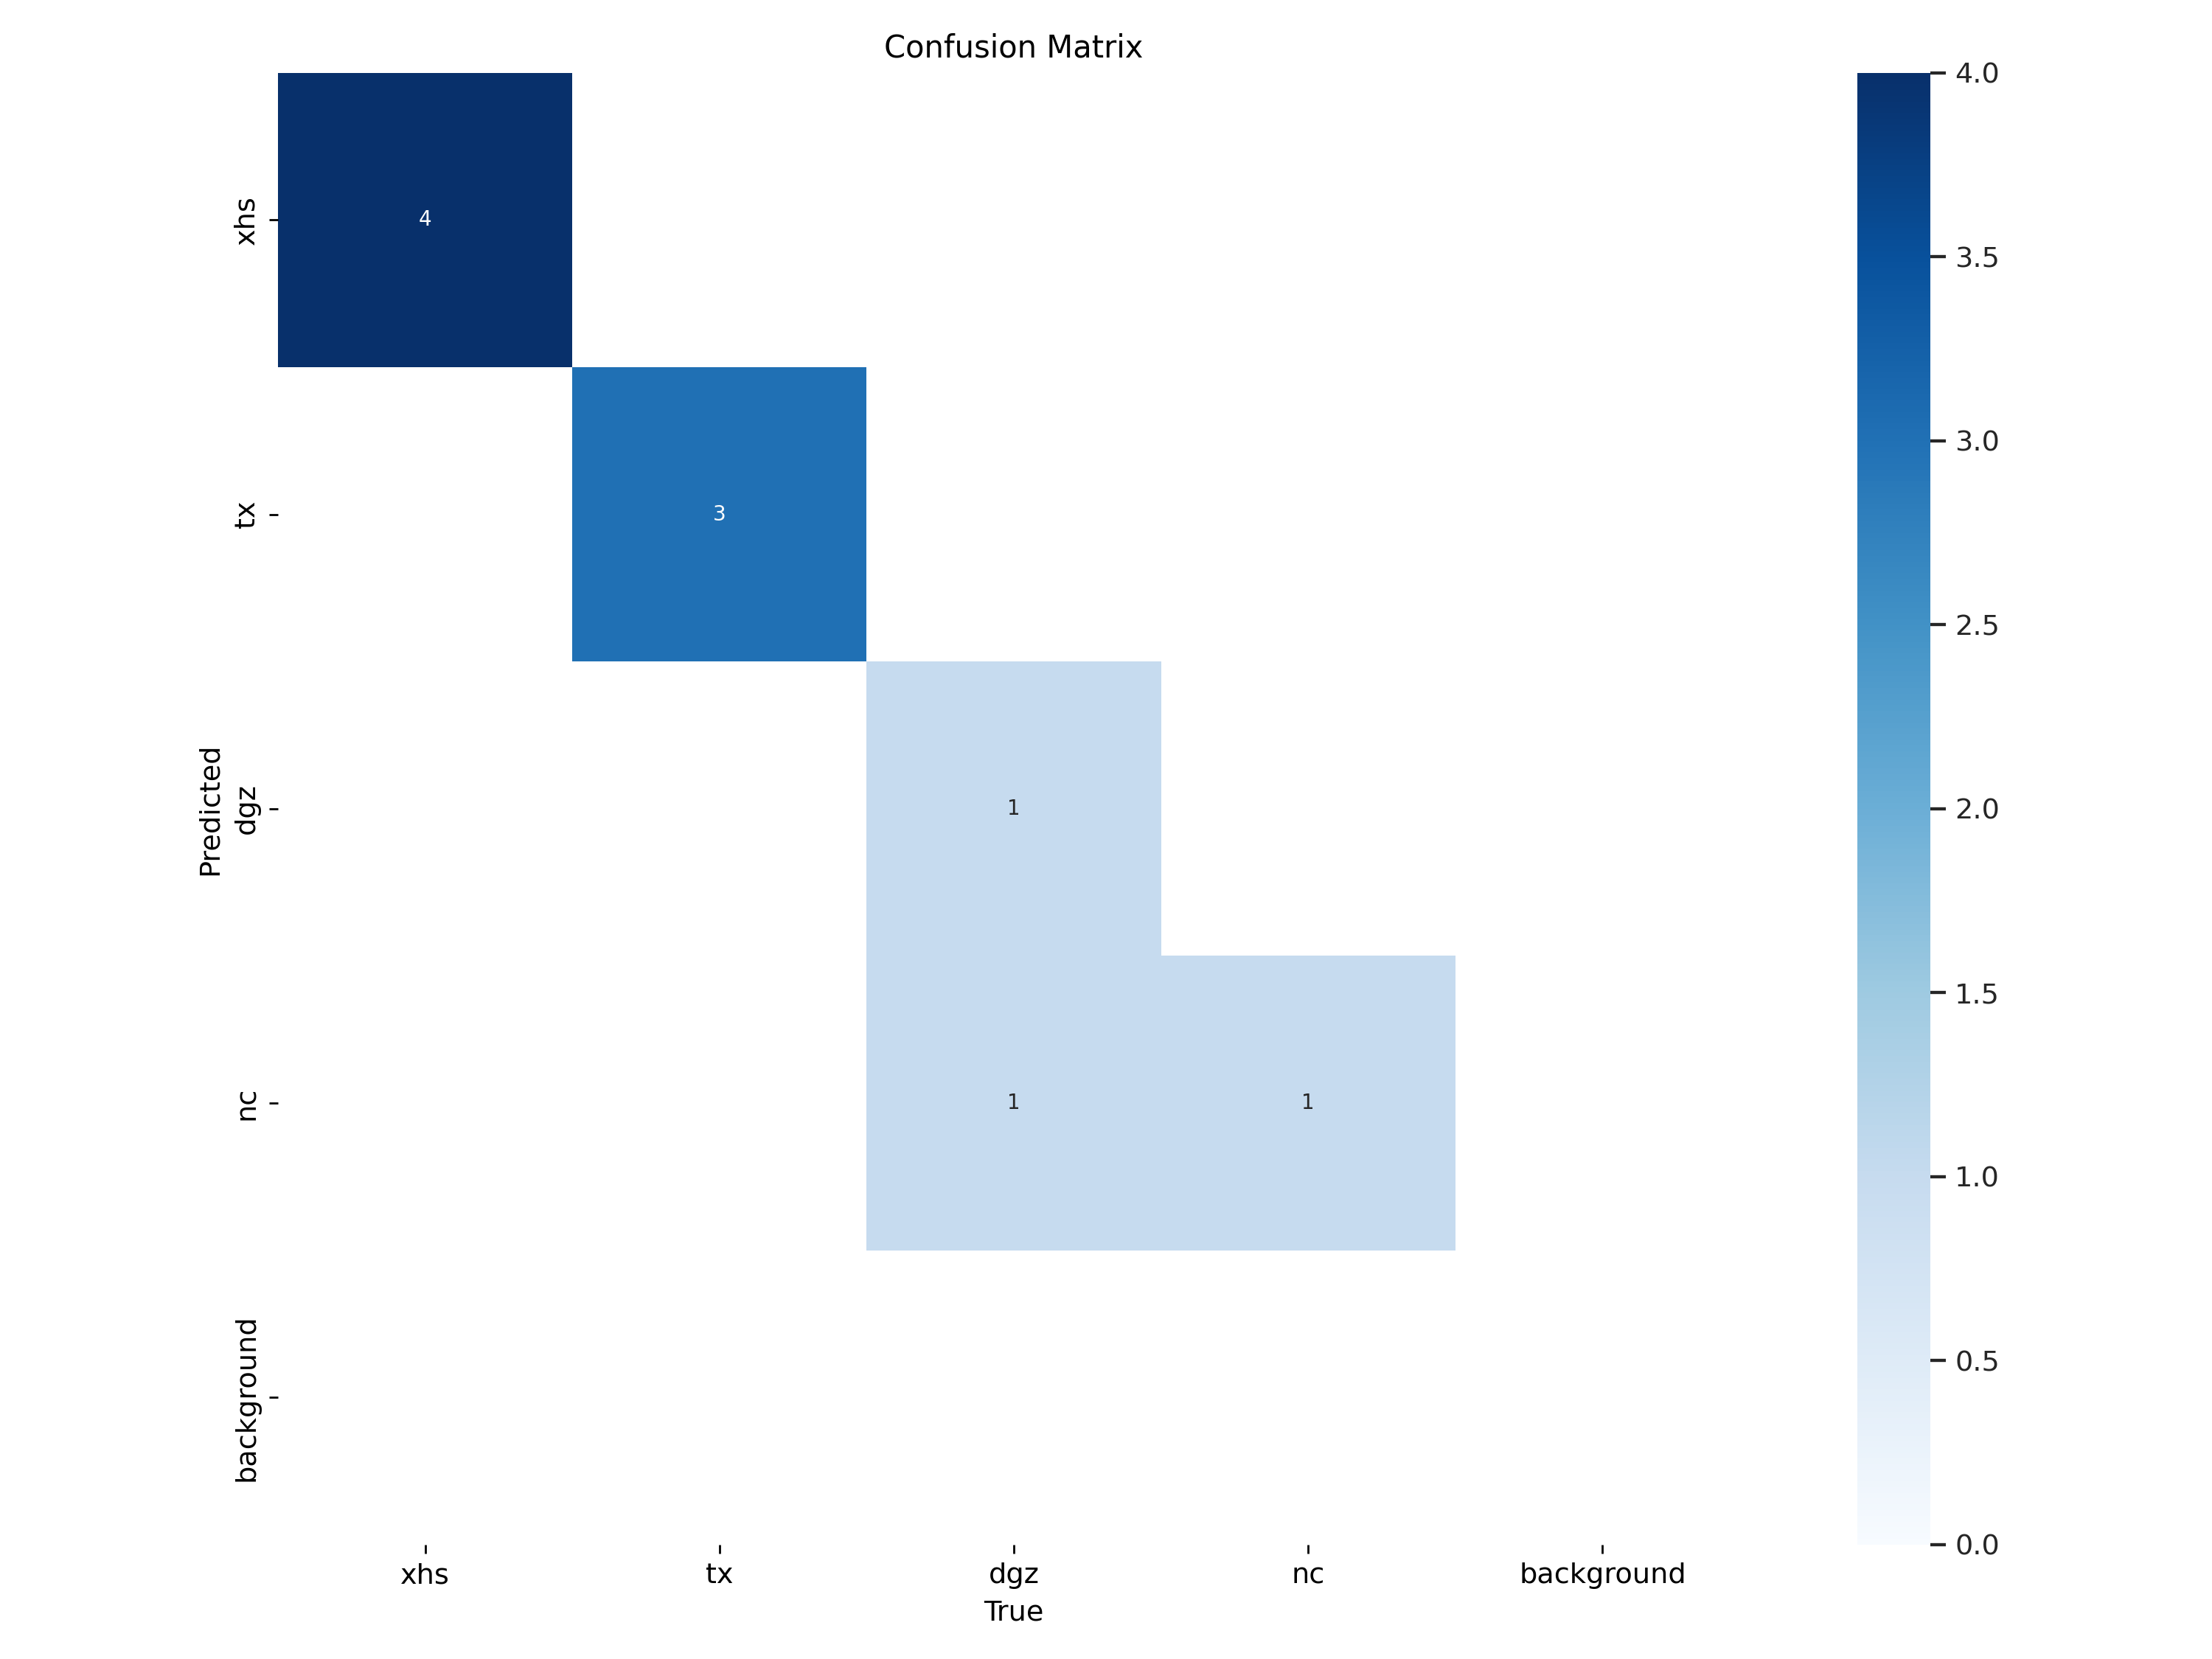 Confusion Matrix
4.0
xhs
4
3.5
3.0
tx
3
2.5
Predicted
dgz
1
2.0
1.5
nc
1
1
1.0
background
0.5
0.0
xhs
tx
dgz
nc
background
True